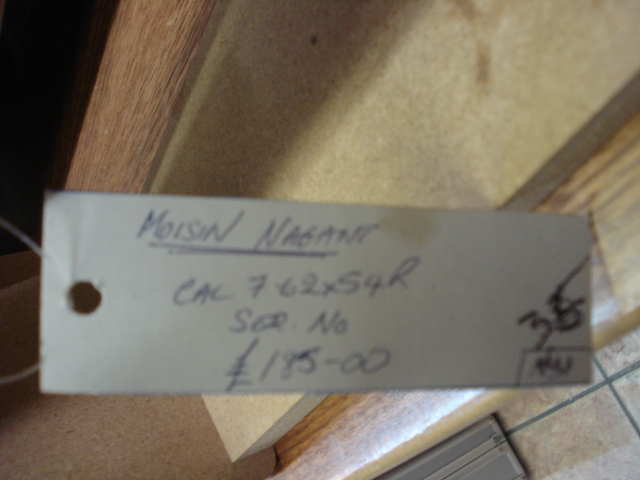 MOISIN NAGANT
CAL 7.62x54R
SER. No
£185-00